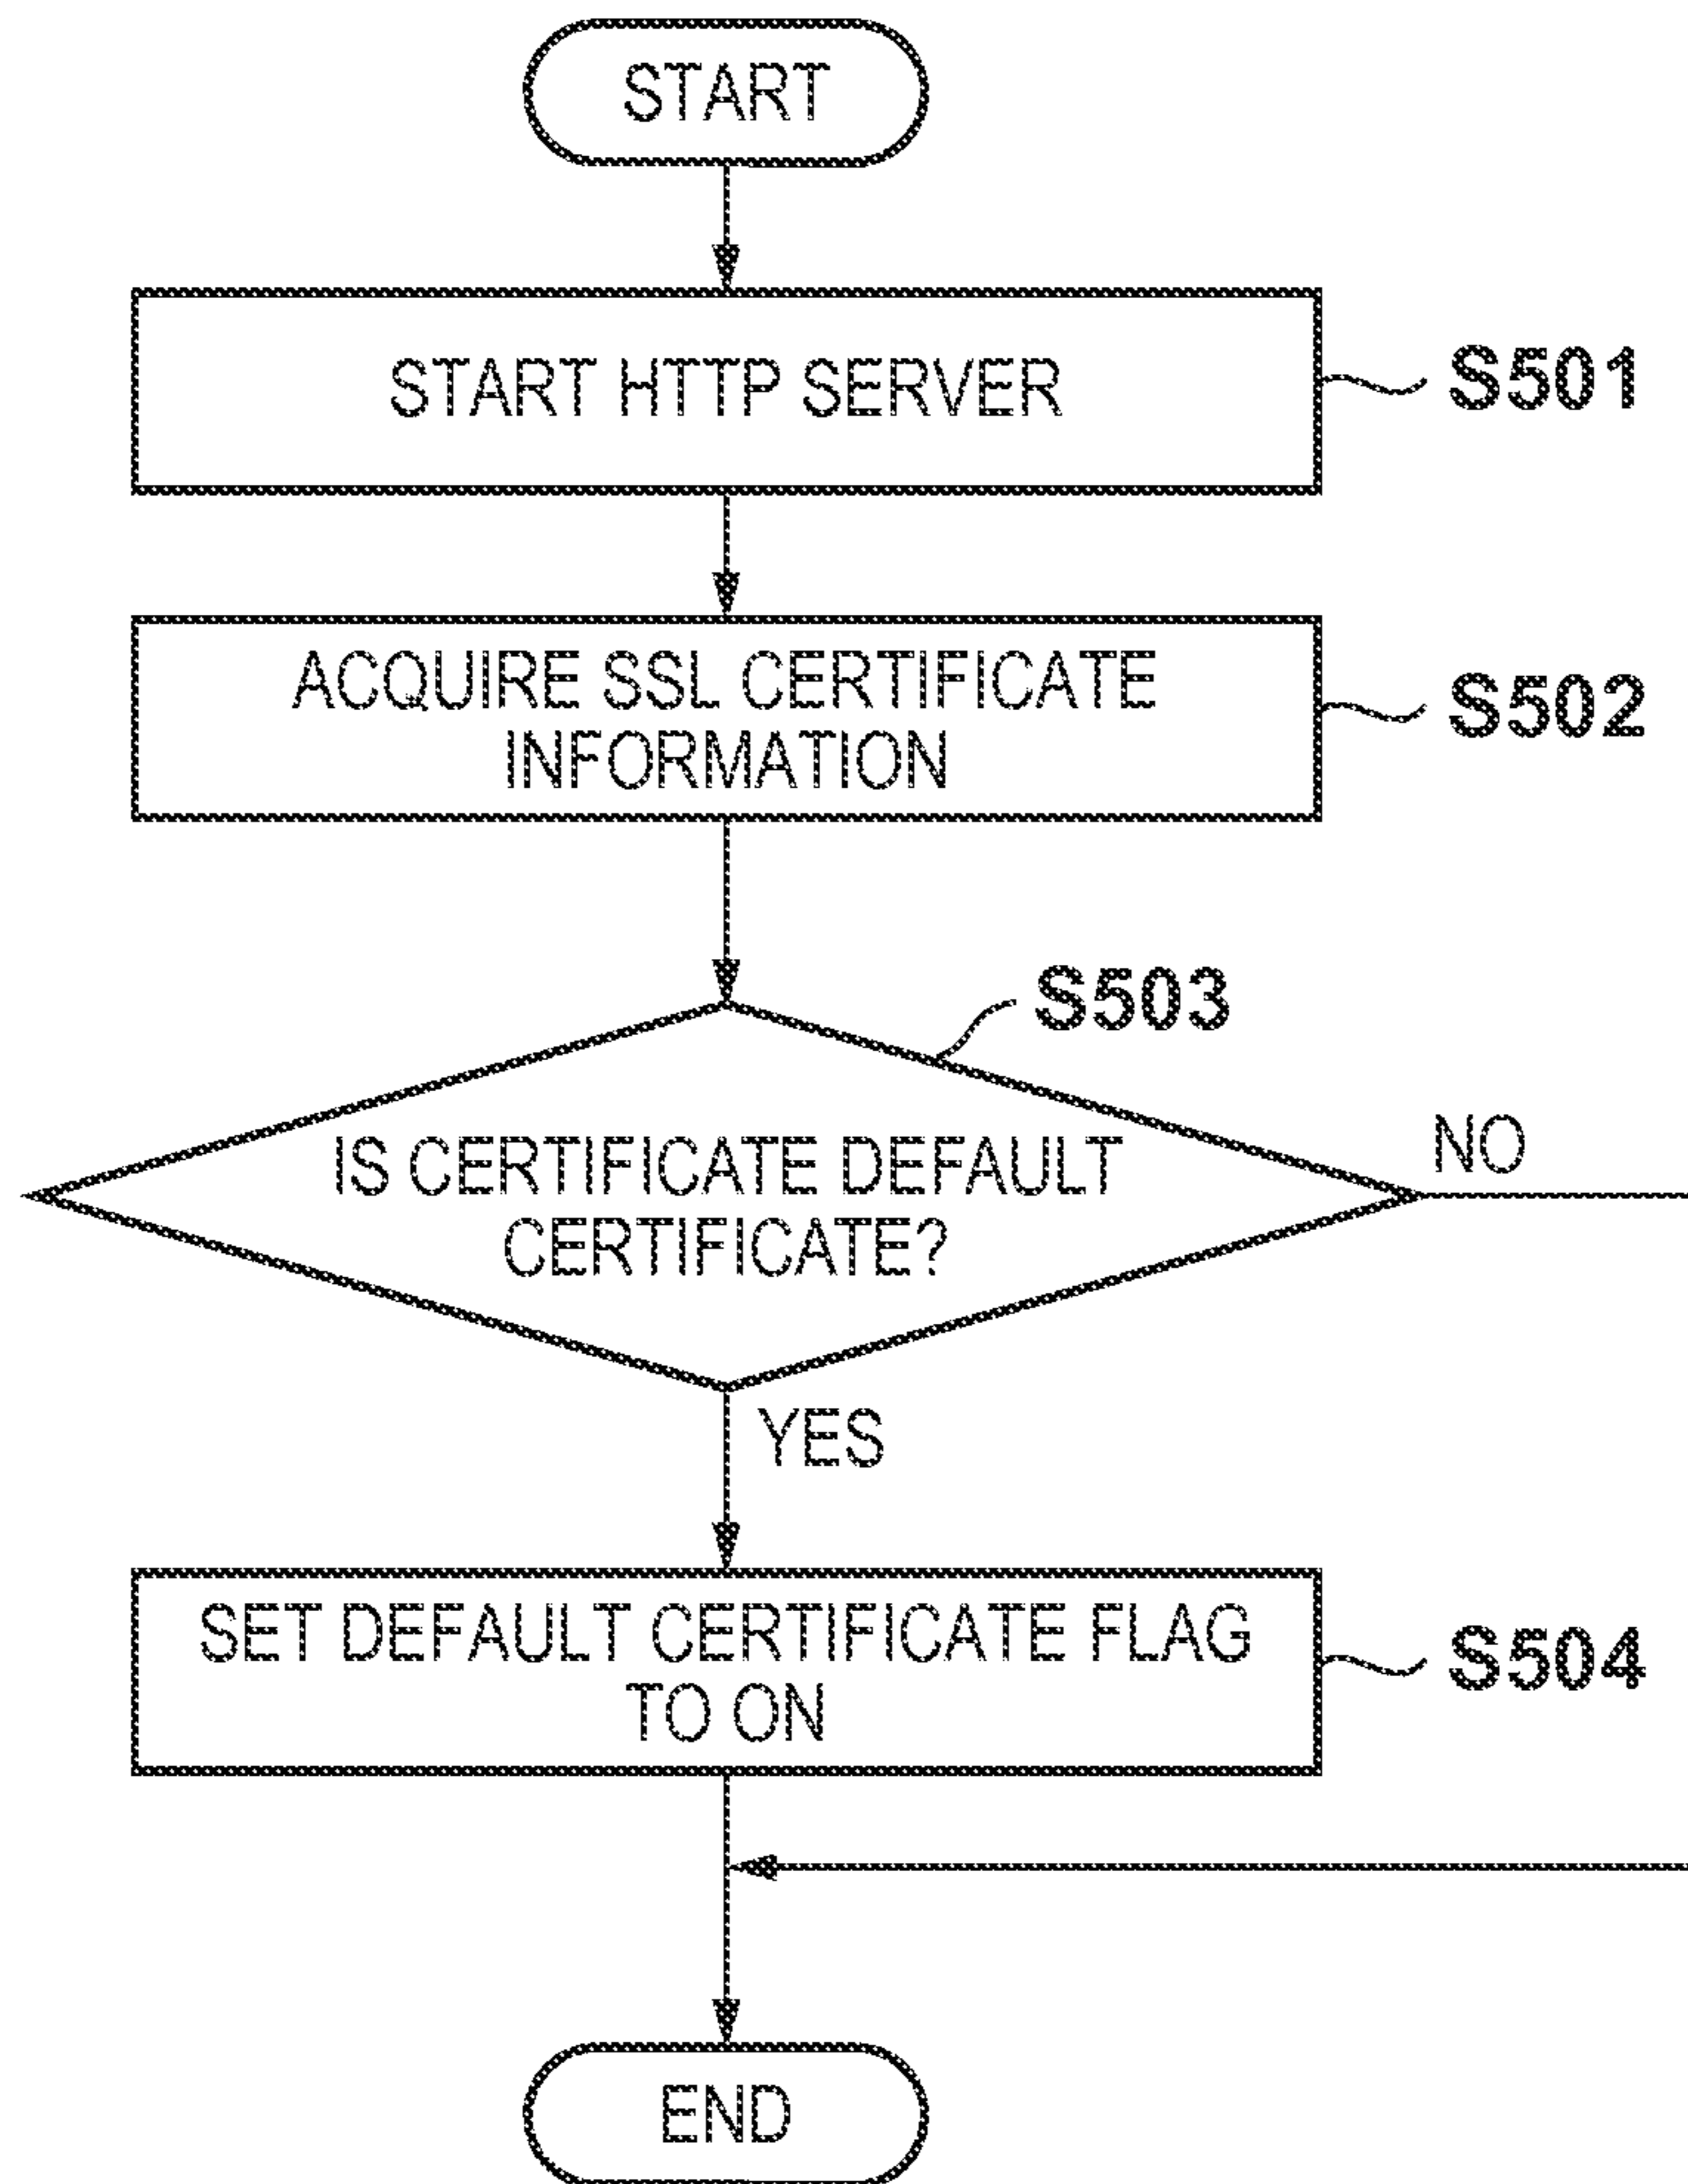 START
START HTTP SERVER
S501
ACQUIRE SSL CERTIFICATE
INFORMATION
S502
S503
IS CERTIFICATE DEFAULT
CERTIFICATE?
NO
YES
SET DEFAULT CERTIFICATE FLAG
TO ON
S504
END